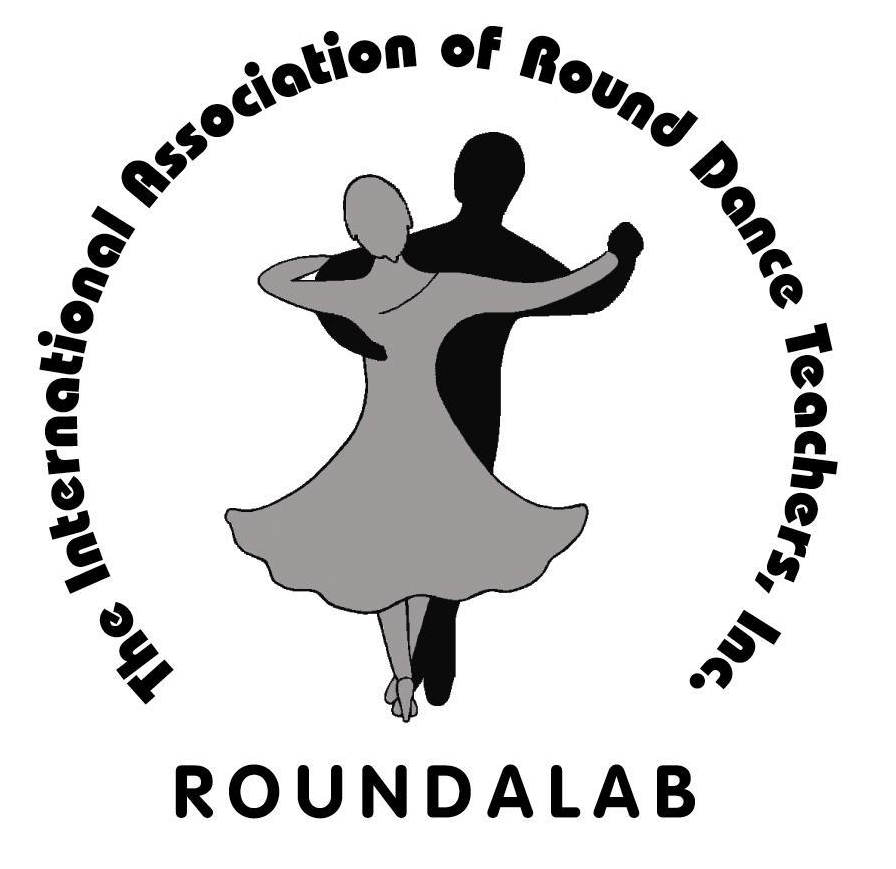 The International Association of Round Dance Teachers, Inc.
ROUNDALAB